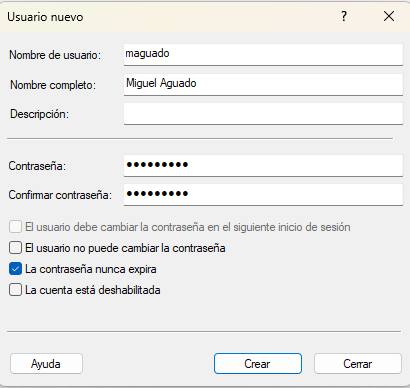 Usuario nuevo ?
Nombre de usuario: maguado
Nombre completo: Miguel Aguado
Descripción:
Contraseña: ●●●●●●●●●
Confirmar contraseña: ●●●●●●●●●
El usuario debe cambiar la contraseña en el siguiente inicio de sesión
El usuario no puede cambiar la contraseña
La contraseña nunca expira
La cuenta está deshabilitada
Ayuda Crear Cerrar